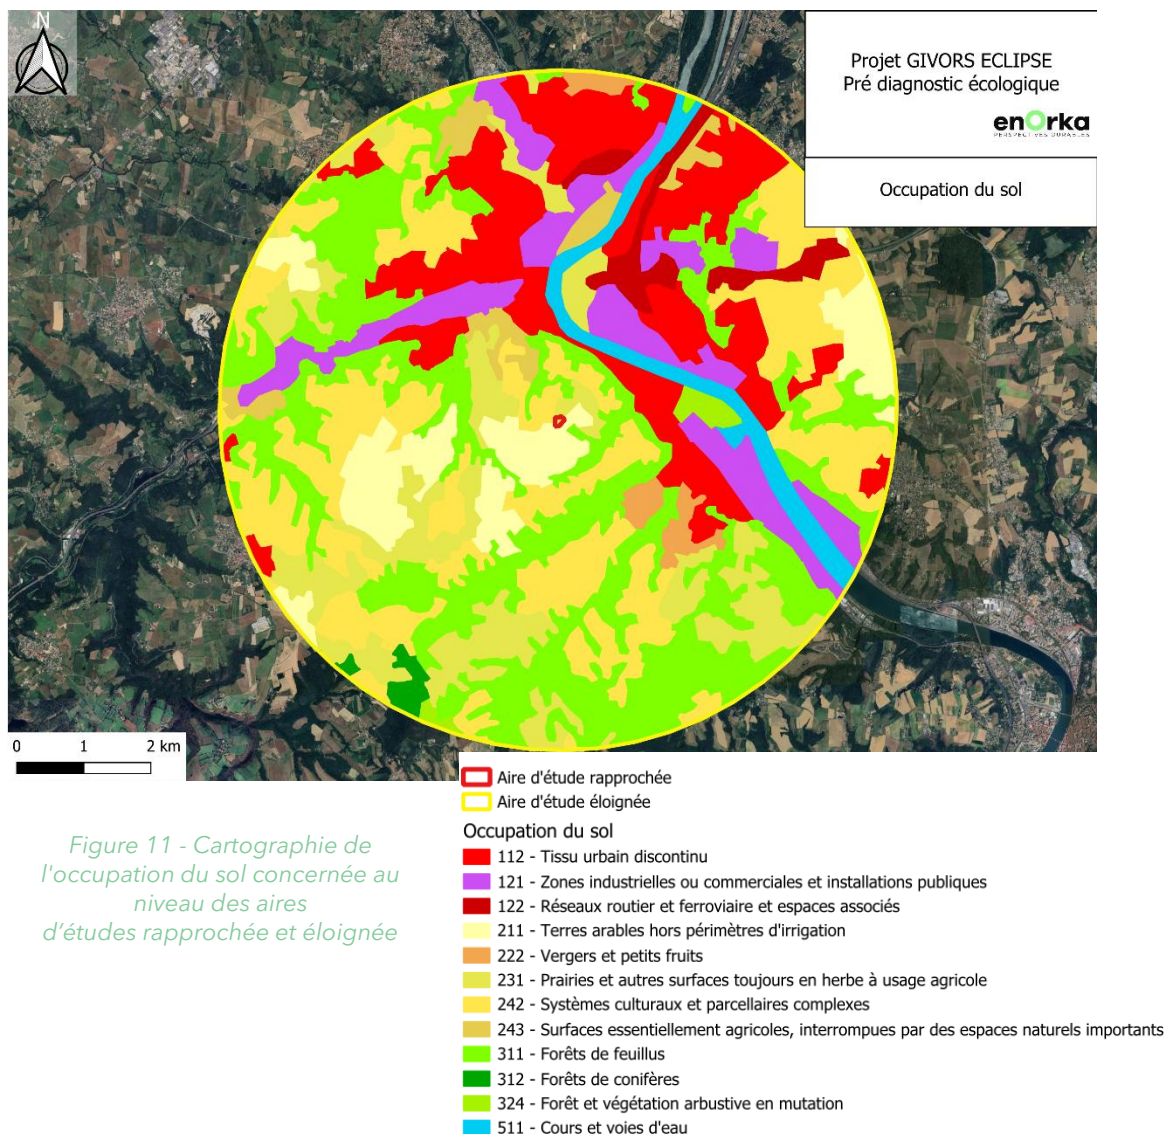 N
Projet GIVORS ECLIPSE
Pré diagnostic écologique
enOrka
PERSPECTIVES DURABLES
Occupation du sol
0 1 2 km
Figure 11 - Cartographie de
l'occupation du sol concernée au
niveau des aires
d'études rapprochée et éloignée
Aire d'étude rapprochée
Aire d'étude éloignée
Occupation du sol
112 - Tissu urbain discontinu
121 - Zones industrielles ou commerciales et installations publiques
122 - Réseaux routier et ferroviaire et espaces associés
211 - Terres arables hors périmètres d'irrigation
222 - Vergers et petits fruits
231 - Prairies et autres surfaces toujours en herbe à usage agricole
242 - Systèmes culturaux et parcellaires complexes
243 - Surfaces essentiellement agricoles, interrompues par des espaces naturels importants
311 - Forêts de feuillus
312 - Forêts de conifères
324 - Forêt et végétation arbustive en mutation
511 - Cours et voies d'eau